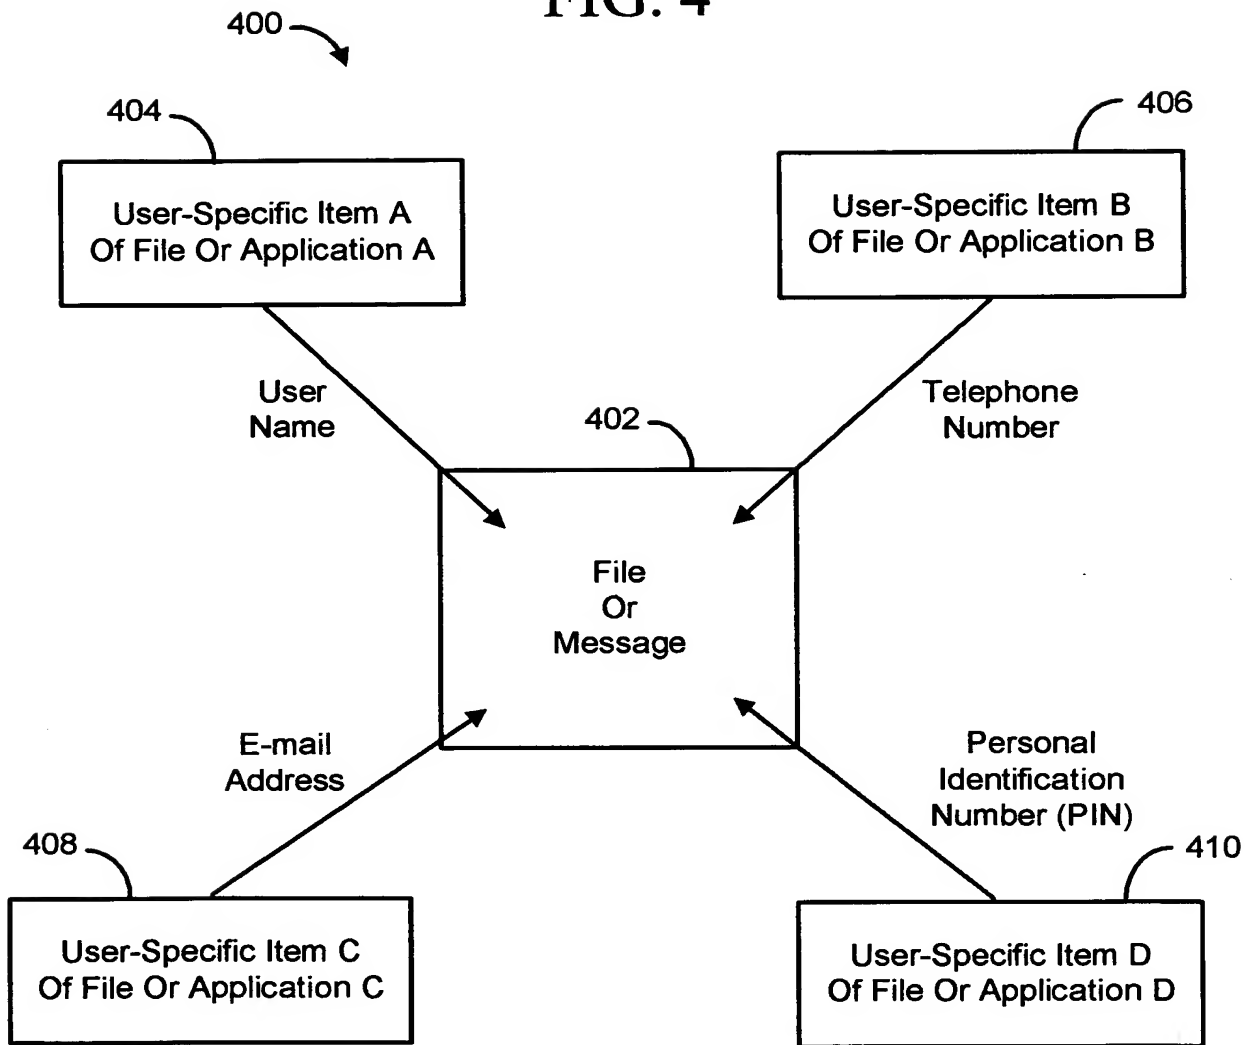 FIG. 4
400
404
406
User-Specific Item A
Of File Or Application A
User-Specific Item B
Of File Or Application B
User
Name
Telephone
Number
402
File
Or
Message
E-mail
Address
Personal
Identification
Number (PIN)
408
410
User-Specific Item C
Of File Or Application C
User-Specific Item D
Of File Or Application D